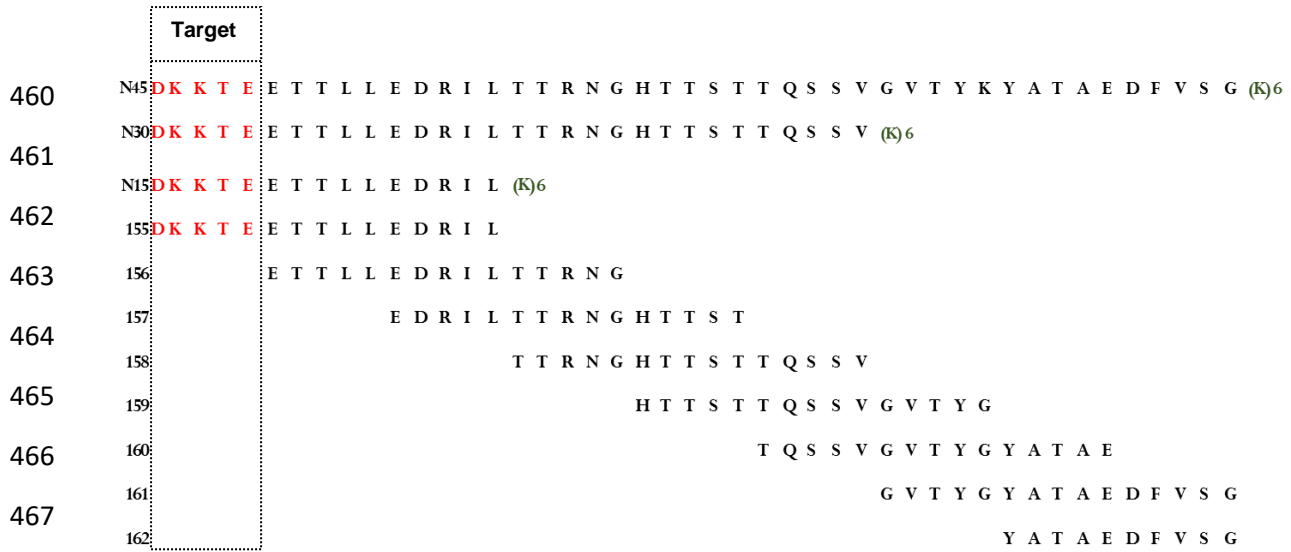 Target
460 N45 D K K T E E T T L L E D R I L T T R N G H T T S T T Q S S V G V T Y K Y A T A E D F V S G (K)6
N30 D K K T E E T T L L E D R I L T T R N G H T T S T T Q S S V (K)6
461
N15 D K K T E E T T L L E D R I L (K)6
462
155 D K K T E E T T L L E D R I L
463 156 E T T L L E D R I L T T R N G
157 E D R I L T T R N G H T T S T
464
158 T T R N G H T T S T T Q S S V
465
159 H T T S T T Q S S V G V T Y G
466 160 T Q S S V G V T Y G Y A T A E
161 G V T Y G Y A T A E D F V S G
467
162 Y A T A E D F V S G